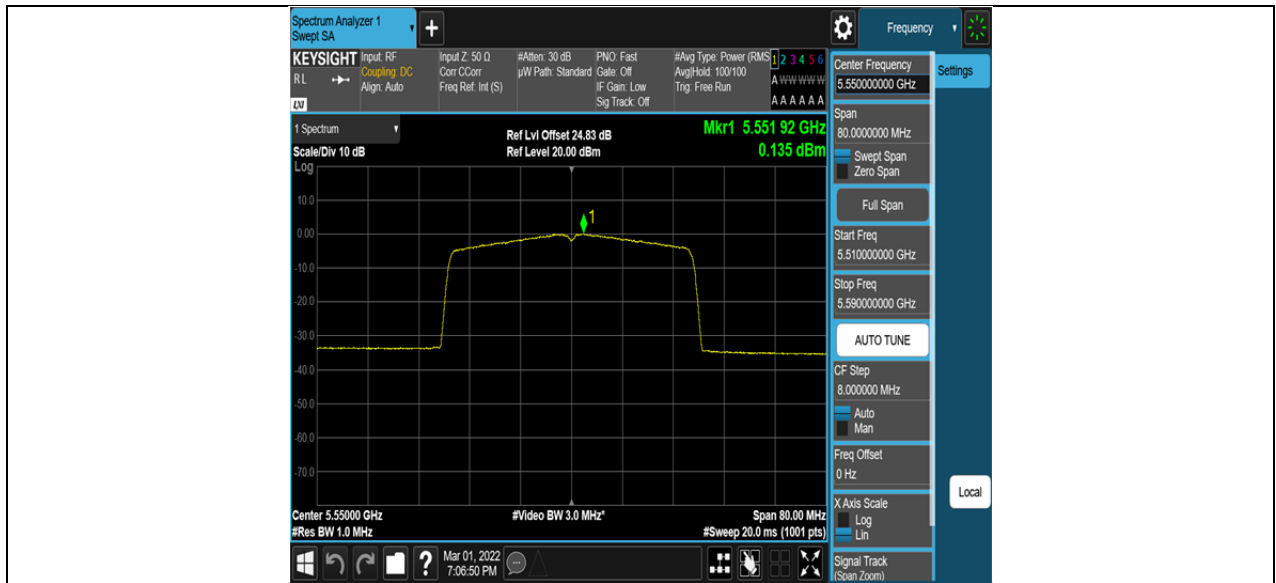 Spectrum Analyzer 1
Swept SA
+
Frequency
KEYSIGHT
RL
LXI
Input: RF
Coupling: DC
Align: Auto
Input Z: 50 Ω
Corr CCorr
Freq Ref: Int (S)
#Atten: 30 dB
µW Path: Standard
PNO: Fast
Gate: Off
IF Gain: Low
Sig Track: Off
#Avg Type: Power (RMS
Avg|Hold: 100/100
Trig: Free Run
1 2 3 4 5 6
A W W W W W
A A A A A A
1 Spectrum
Scale/Div 10 dB
Log
Ref Lvl Offset 24.83 dB
Ref Level 20.00 dBm
Mkr1 5.551 92 GHz
0.135 dBm
1
10.0
0.00
-10.0
-20.0
-30.0
-40.0
-50.0
-60.0
-70.0
Center 5.55000 GHz
#Res BW 1.0 MHz
#Video BW 3.0 MHz*
Span 80.00 MHz
#Sweep 20.0 ms (1001 pts)
?
Mar 01, 2022
7:06:50 PM
Center Frequency
5.550000000 GHz
Span
80.0000000 MHz
Swept Span
Zero Span
Full Span
Start Freq
5.510000000 GHz
Stop Freq
5.590000000 GHz
AUTO TUNE
CF Step
8.000000 MHz
Auto
Man
Freq Offset
0 Hz
X Axis Scale
Log
Lin
Signal Track
(Span Zoom)
Settings
Local